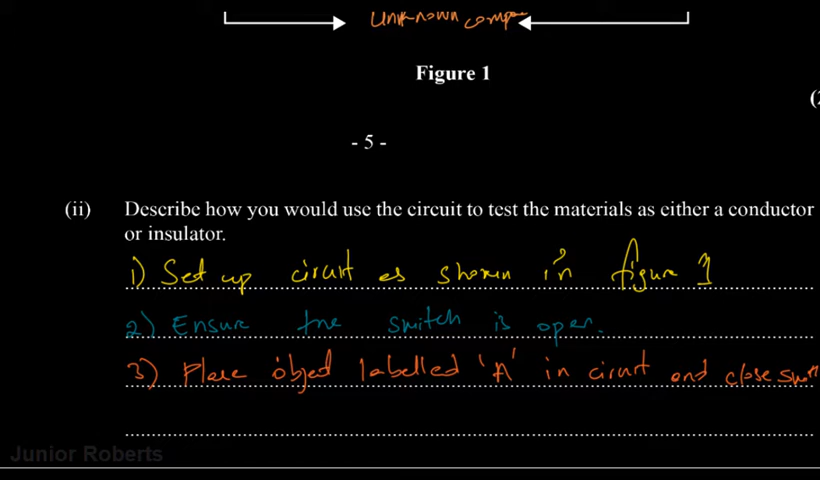 unknown compo
Figure 1
(2
- 5 -
(ii) Describe how you would use the circuit to test the materials as either a conductor
or insulator.
1) Set up circuit as shown in figure 1
2) Ensure the switch is open.
3) Place object labelled 'A' in circuit and close
Junior Roberts